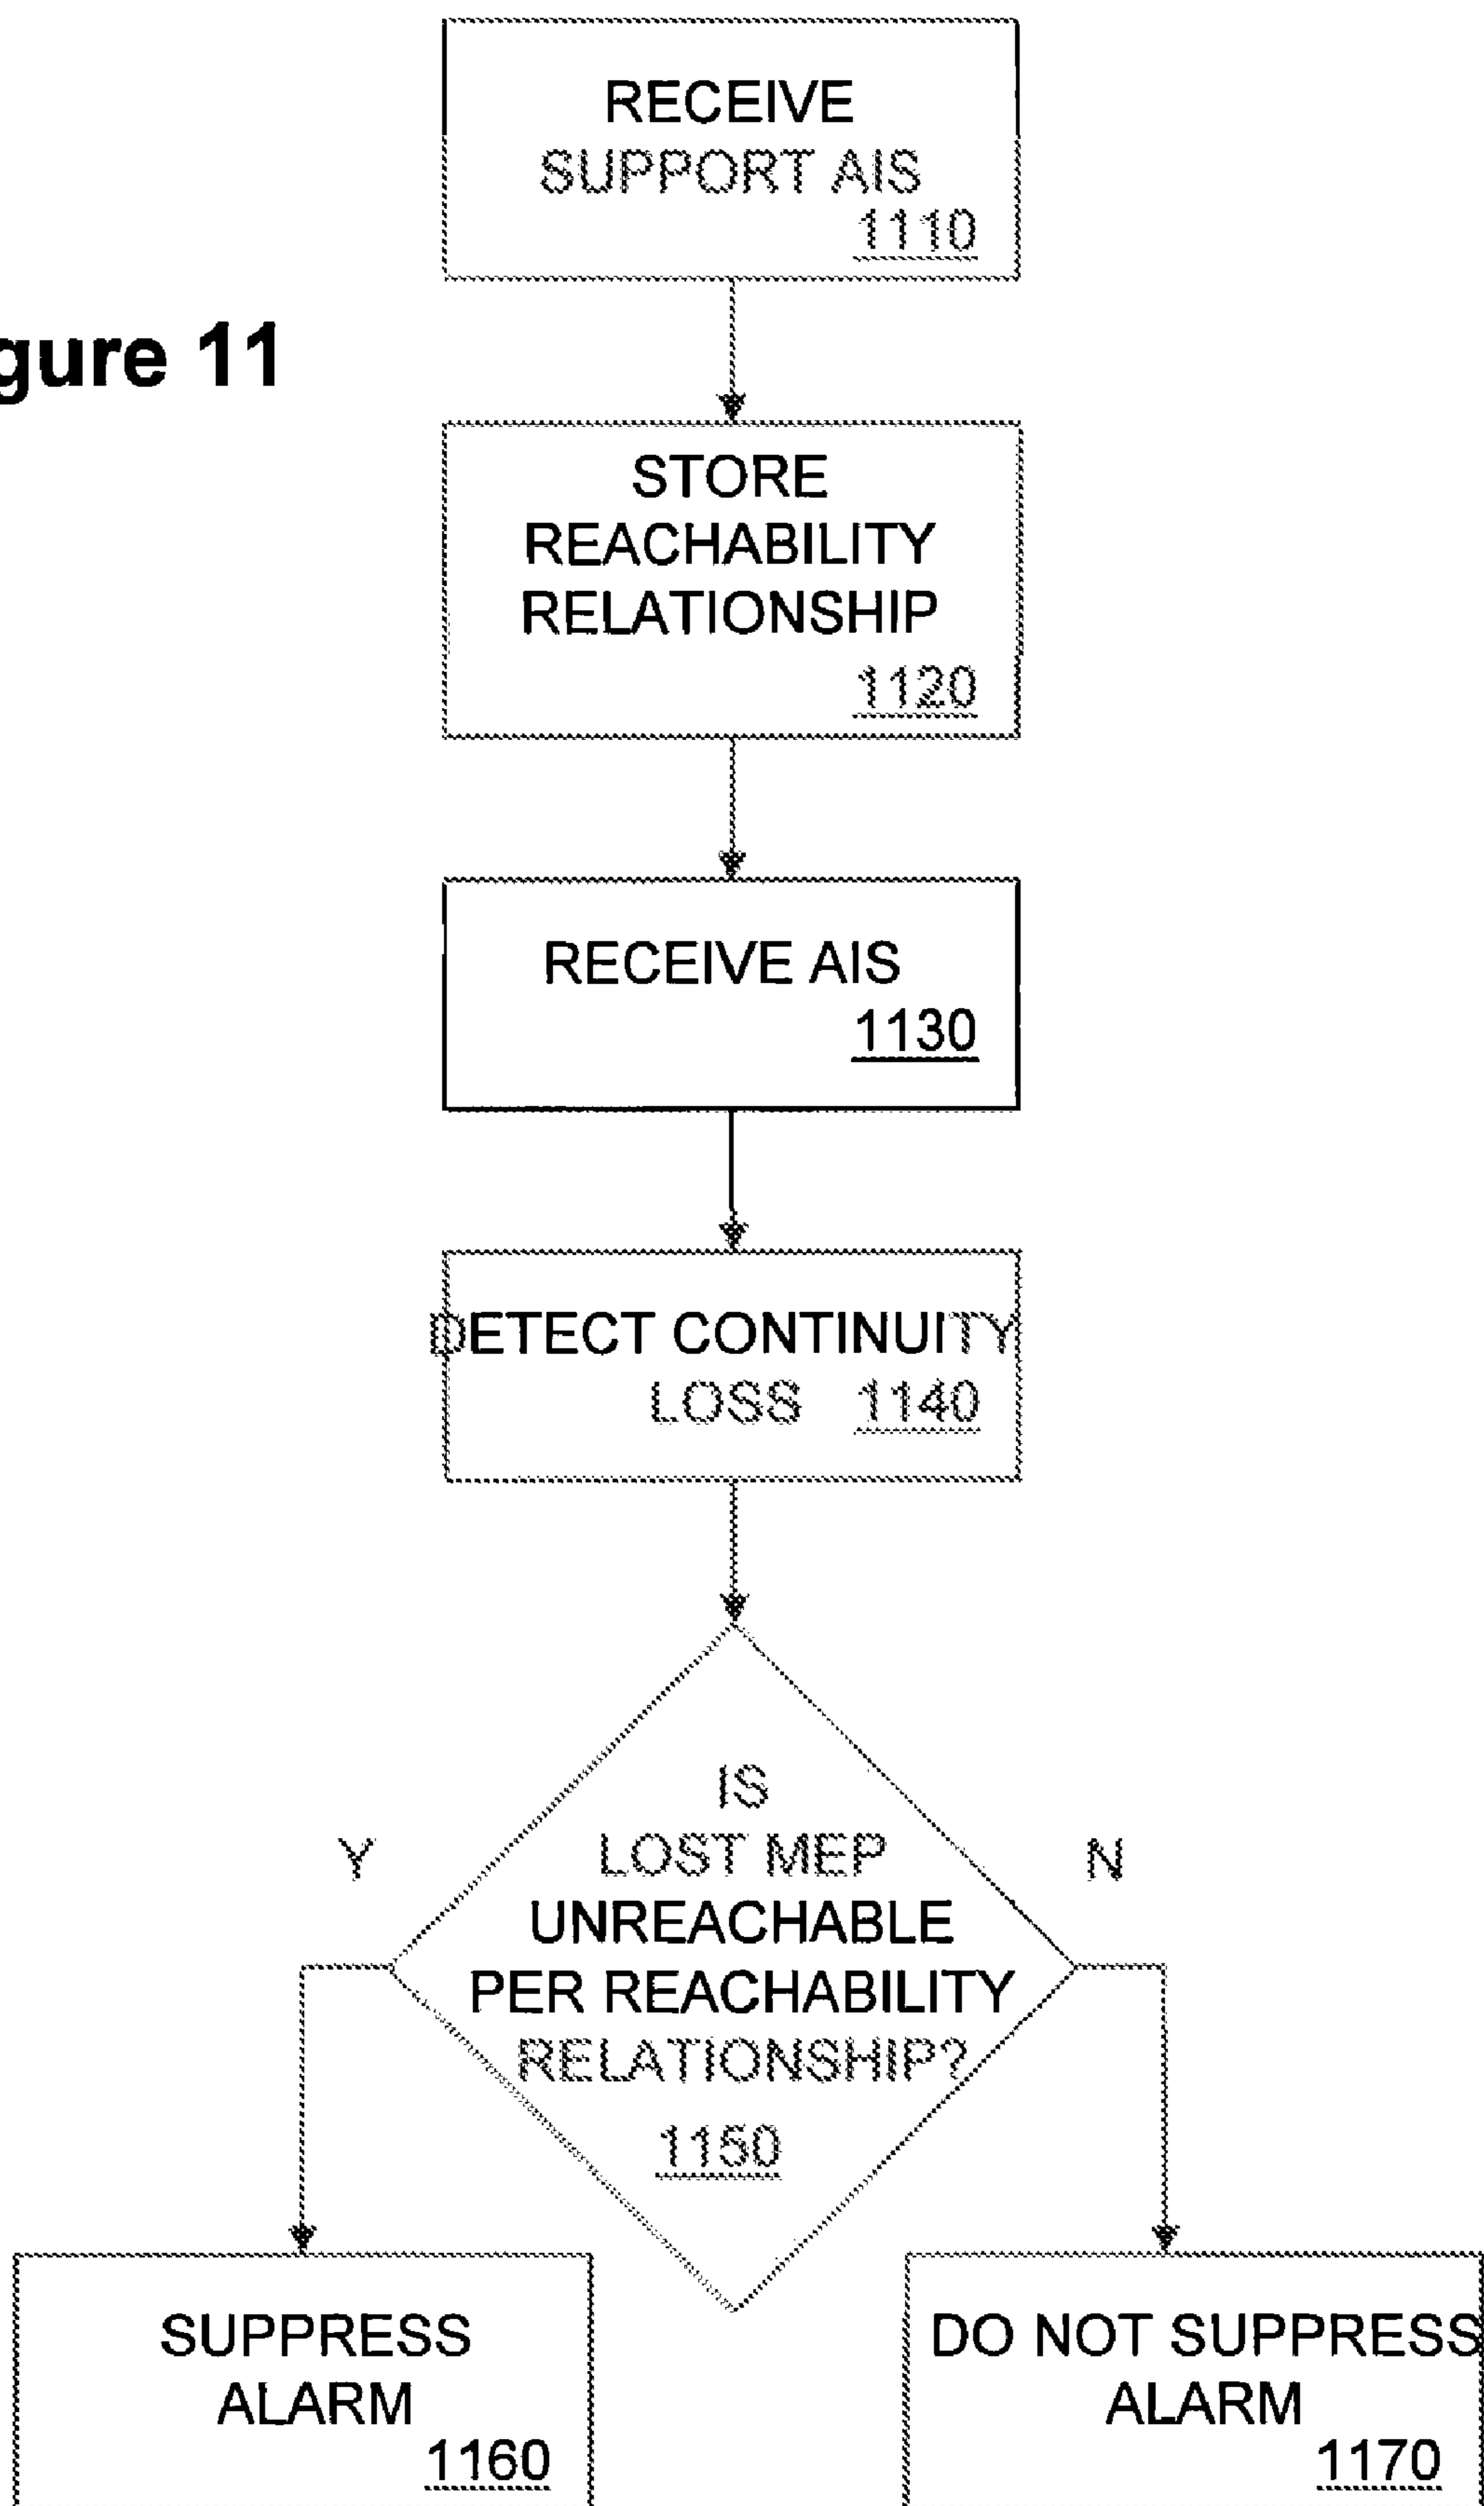 RECEIVE
SUPPORT AIS
1110
gure 11
STORE
REACHABILITY
RELATIONSHIP
1120
RECEIVE AIS
1130
DETECT CONTINUITY
LOSS 1140
IS
LOST MEP
UNREACHABLE
PER REACHABILITY
RELATIONSHIP?
1150
Y
N
SUPPRESS
ALARM
1160
DO NOT SUPPRESS
ALARM
1170